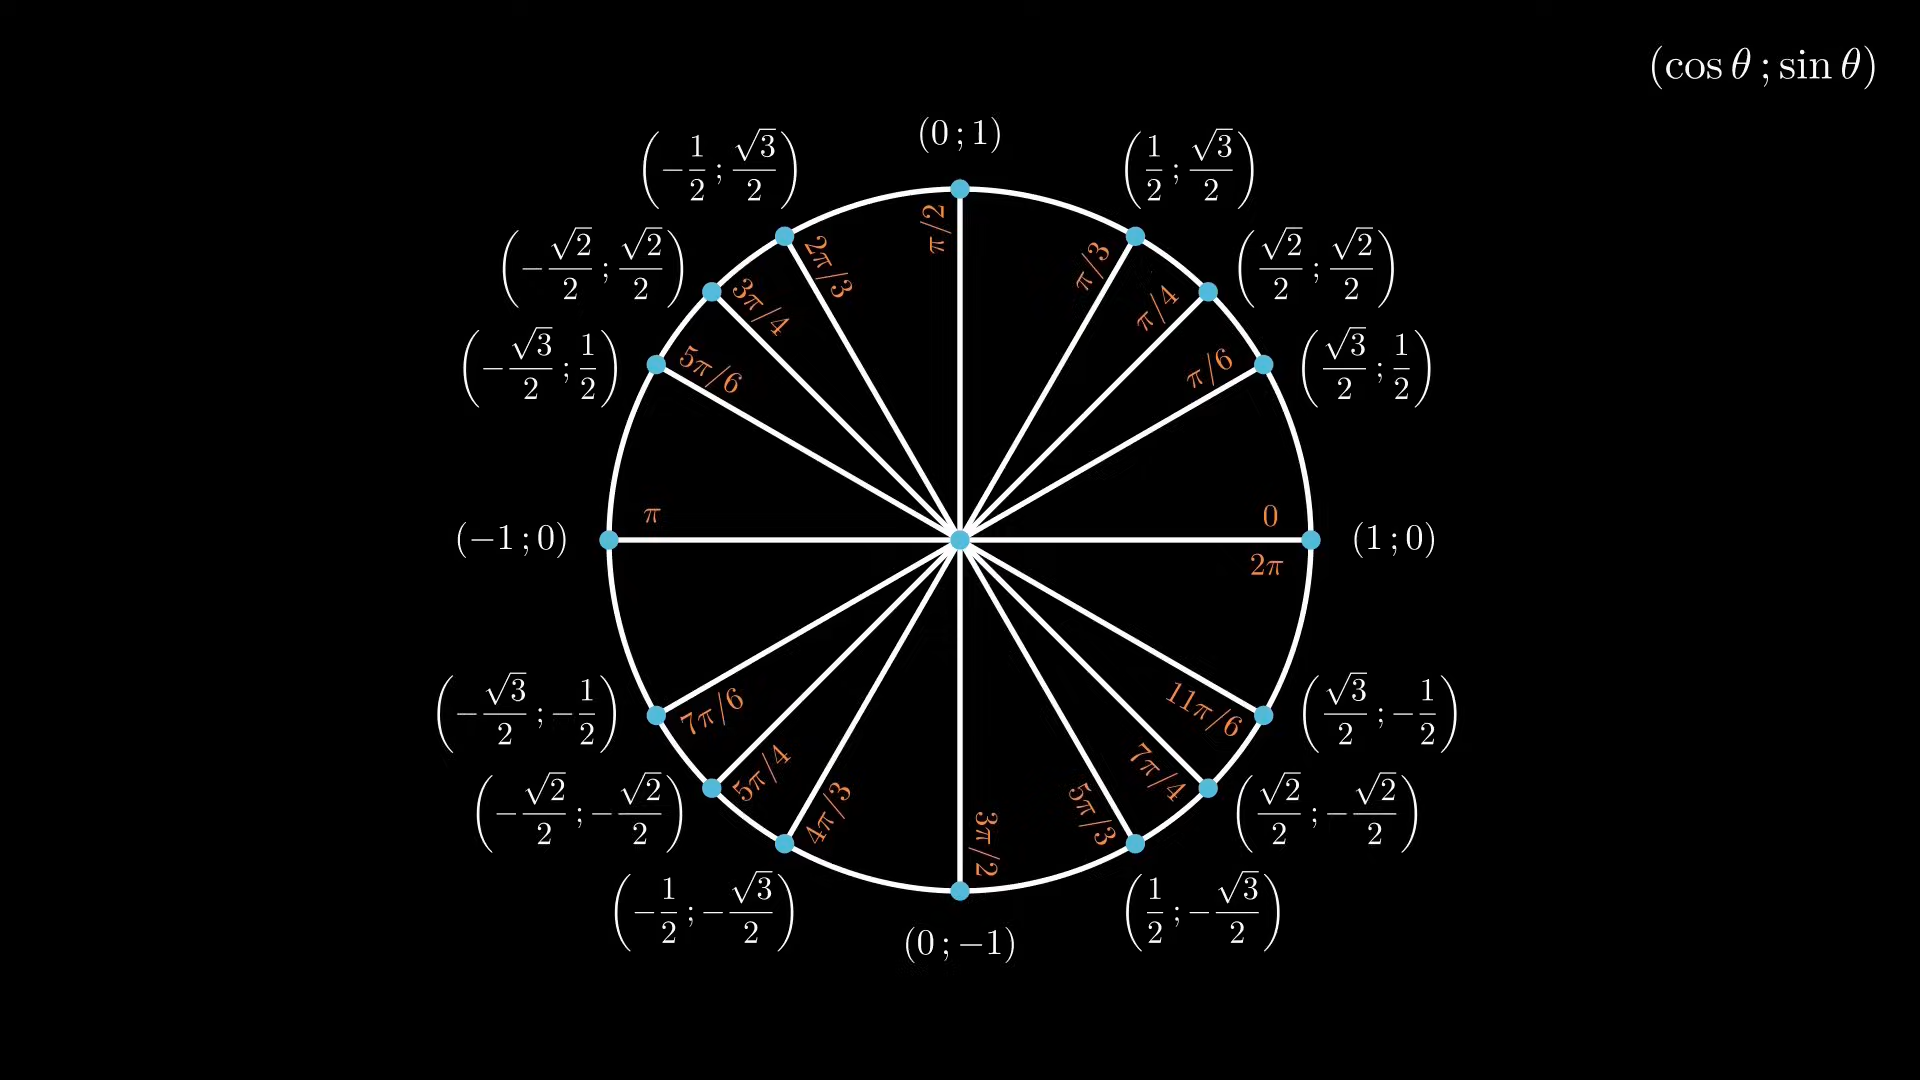 (cos θ ; sin θ)
(0 ; 1)
(−1/2 ; √3/2)
(1/2 ; √3/2)
(−√2/2 ; √2/2)
(√2/2 ; √2/2)
(−√3/2 ; 1/2)
(√3/2 ; 1/2)
π/2
2π/3
π/3
3π/4
π/4
5π/6
π/6
π
0
(−1 ; 0)
(1 ; 0)
2π
7π/6
11π/6
5π/4
7π/4
4π/3
5π/3
3π/2
(−√3/2 ; −1/2)
(√3/2 ; −1/2)
(−√2/2 ; −√2/2)
(√2/2 ; −√2/2)
(−1/2 ; −√3/2)
(1/2 ; −√3/2)
(0 ; −1)